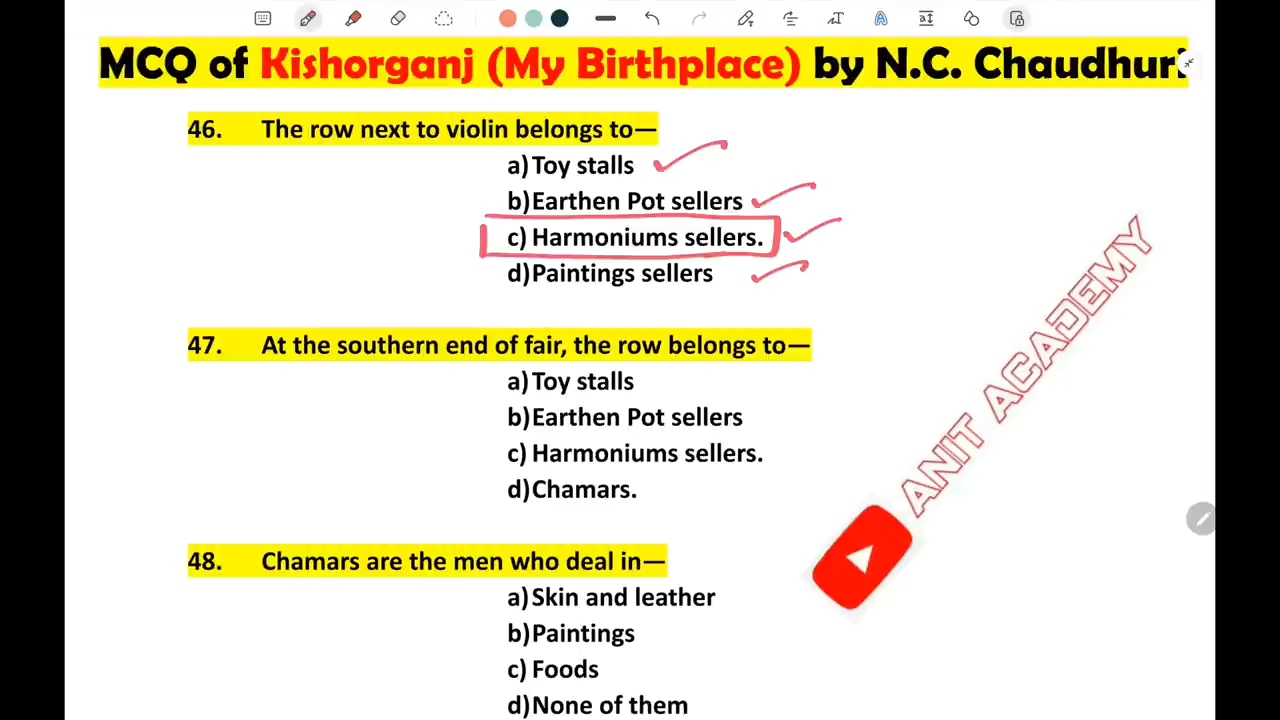 MCQ of Kishorganj (My Birthplace) by N.C. Chaudhuri
46. The row next to violin belongs to—
a) Toy stalls
b) Earthen Pot sellers
c) Harmoniums sellers.
d) Paintings sellers
47. At the southern end of fair, the row belongs to—
a) Toy stalls
b) Earthen Pot sellers
c) Harmoniums sellers.
d) Chamars.
48. Chamars are the men who deal in—
a) Skin and leather
b) Paintings
c) Foods
d) None of them
ANIT ACADEMY